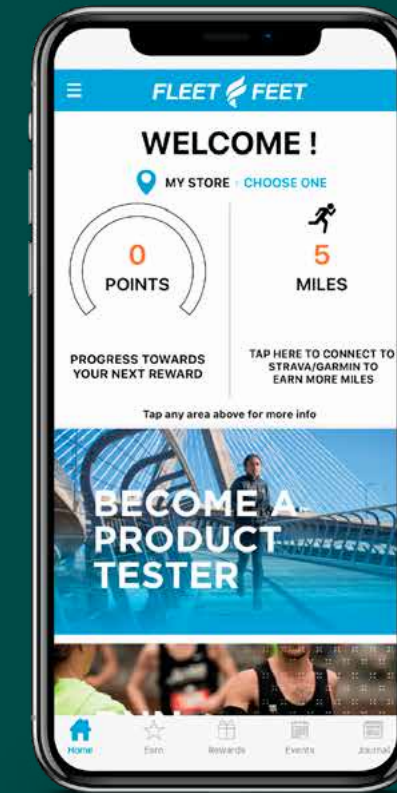 FLEET FEET
WELCOME !
MY STORE - CHOOSE ONE
0
POINTS
PROGRESS TOWARDS
YOUR NEXT REWARD
5
MILES
TAP HERE TO CONNECT TO
STRAVA/GARMIN TO
EARN MORE MILES
Tap any area above for more info
BECOME A
PRODUCT
TESTER
Home
Earn
Rewards
Events
Journal